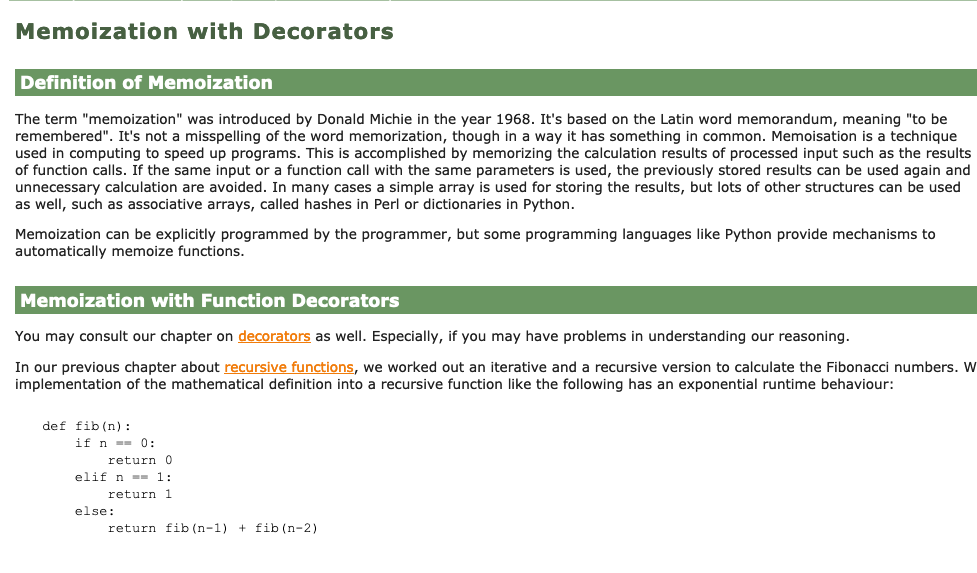 Memoization with Decorators
Definition of Memoization
The term "memoization" was introduced by Donald Michie in the year 1968. It's based on the Latin word memorandum, meaning "to be
remembered". It's not a misspelling of the word memorization, though in a way it has something in common. Memoisation is a technique
used in computing to speed up programs. This is accomplished by memorizing the calculation results of processed input such as the results
of function calls. If the same input or a function call with the same parameters is used, the previously stored results can be used again and
unnecessary calculation are avoided. In many cases a simple array is used for storing the results, but lots of other structures can be used
as well, such as associative arrays, called hashes in Perl or dictionaries in Python.
Memoization can be explicitly programmed by the programmer, but some programming languages like Python provide mechanisms to
automatically memoize functions.
Memoization with Function Decorators
You may consult our chapter on decorators as well. Especially, if you may have problems in understanding our reasoning.
In our previous chapter about recursive functions, we worked out an iterative and a recursive version to calculate the Fibonacci numbers. W
implementation of the mathematical definition into a recursive function like the following has an exponential runtime behaviour:
def fib(n):
    if n == 0:
        return 0
    elif n == 1:
        return 1
    else:
        return fib(n-1) + fib(n-2)